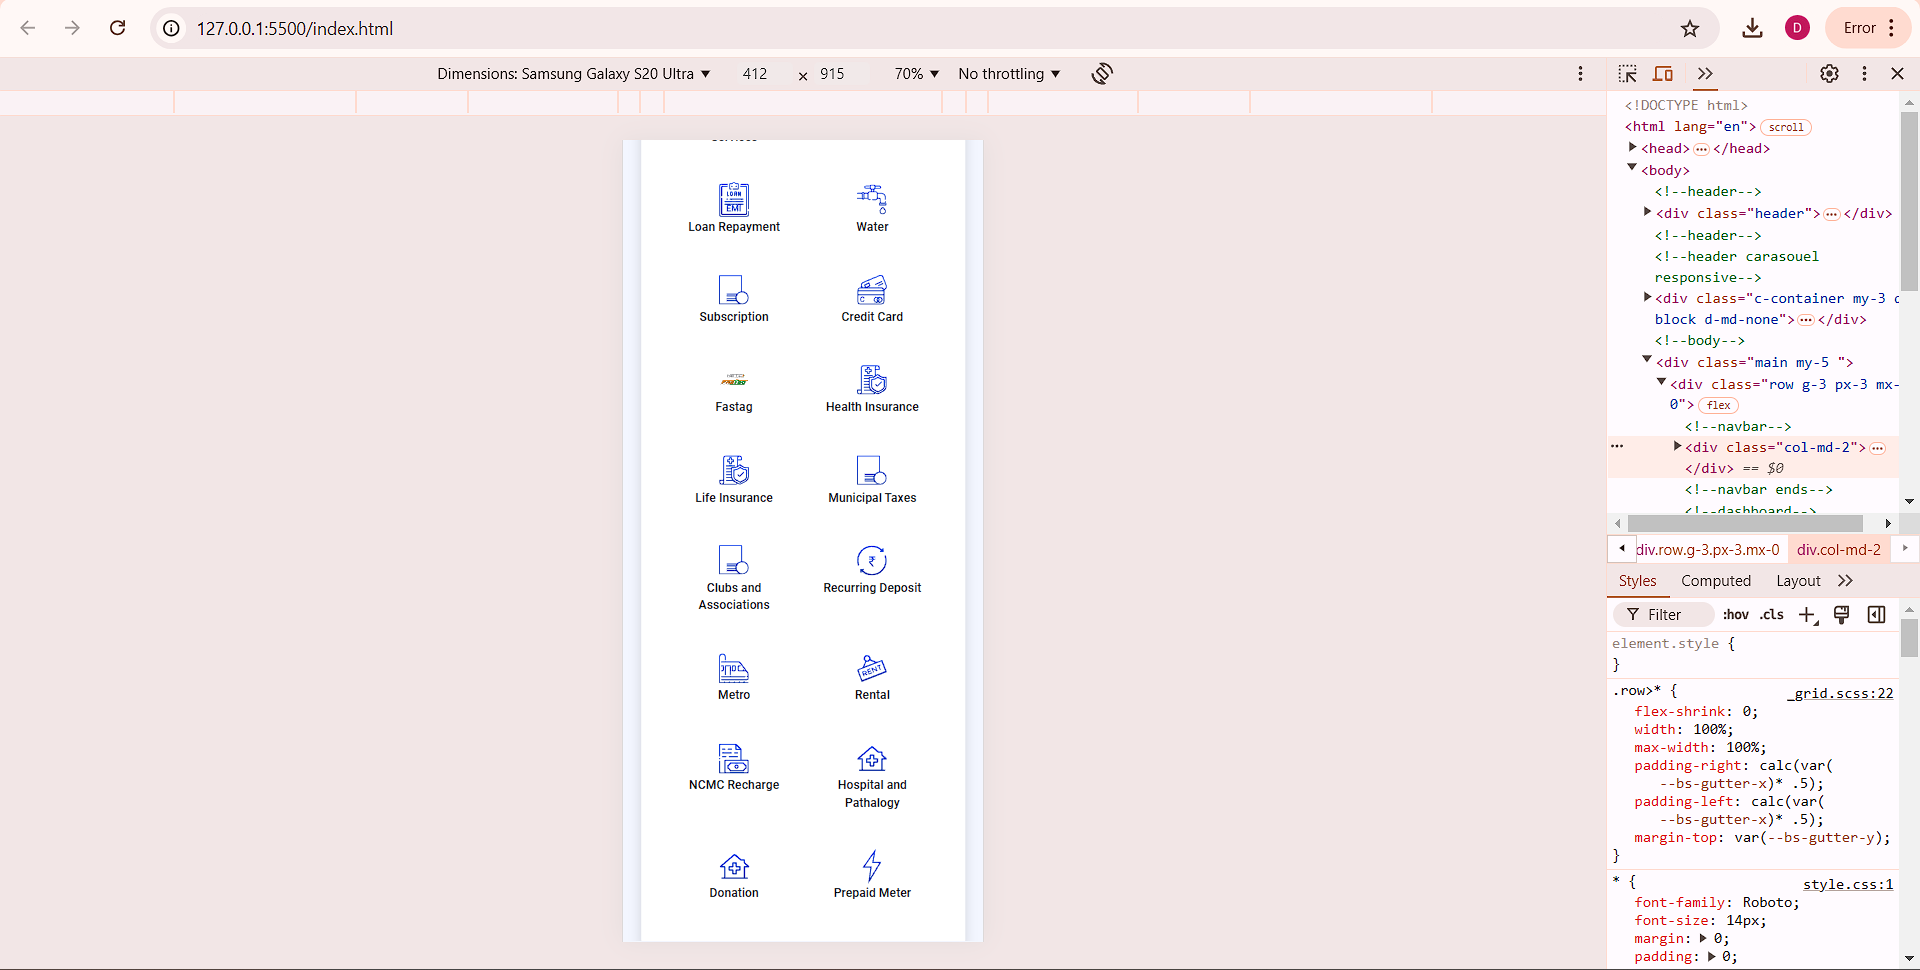 127.0.0.1:5500/index.html
D
Error
Dimensions: Samsung Galaxy S20 Ultra
412 × 915
70%
No throttling
LOAN
EMI
Loan Repayment
Water
Subscription
Credit Card
Fastag
Health Insurance
Life Insurance
Municipal Taxes
Clubs and
Associations
₹
Recurring Deposit
Metro
RENT
Rental
NCMC Recharge
Hospital and
Pathalogy
Donation
Prepaid Meter
<!DOCTYPE html>
<html lang="en"> scroll
<head> … </head>
<body>
<!--header-->
<div class="header"> … </div>
<!--header-->
<!--header carasouel
responsive-->
<div class="c-container my-3 d
block d-md-none"> … </div>
<!--body-->
<div class="main my-5 ">
<div class="row g-3 px-3 mx-
0"> flex
<!--navbar-->
<div class="col-md-2"> …
</div> == $0
<!--navbar ends-->
<!--dashboard-->
div.row.g-3.px-3.mx-0
div.col-md-2
Styles
Computed
Layout
Filter
:hov
.cls
element.style {
}
.row>* {
_grid.scss:22
flex-shrink: 0;
width: 100%;
max-width: 100%;
padding-right: calc(var(
--bs-gutter-x)* .5);
padding-left: calc(var(
--bs-gutter-x)* .5);
margin-top: var(--bs-gutter-y);
}
* {
style.css:1
font-family: Roboto;
font-size: 14px;
margin: 0;
padding: 0;